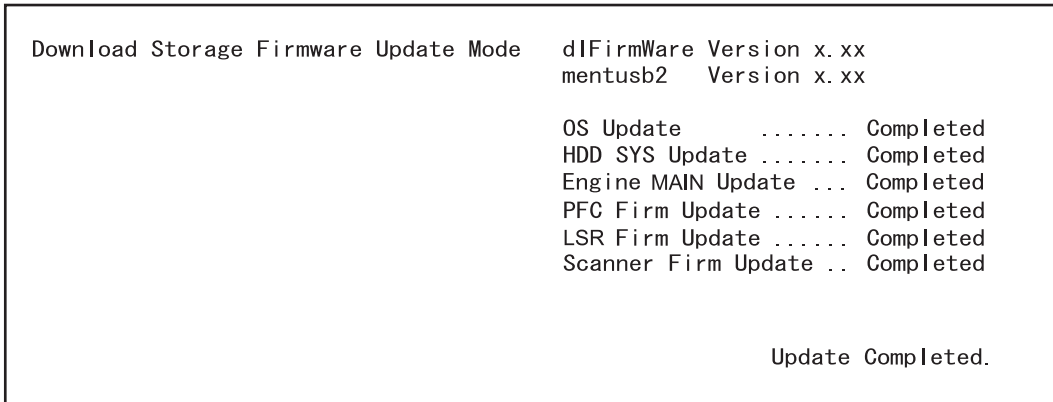 Download Storage Firmware Update Mode dlFirmWare Version x.xx
mentusb2 Version x.xx
OS Update ....... Completed
HDD SYS Update ....... Completed
Engine MAIN Update ... Completed
PFC Firm Update ...... Completed
LSR Firm Update ...... Completed
Scanner Firm Update .. Completed
Update Completed.